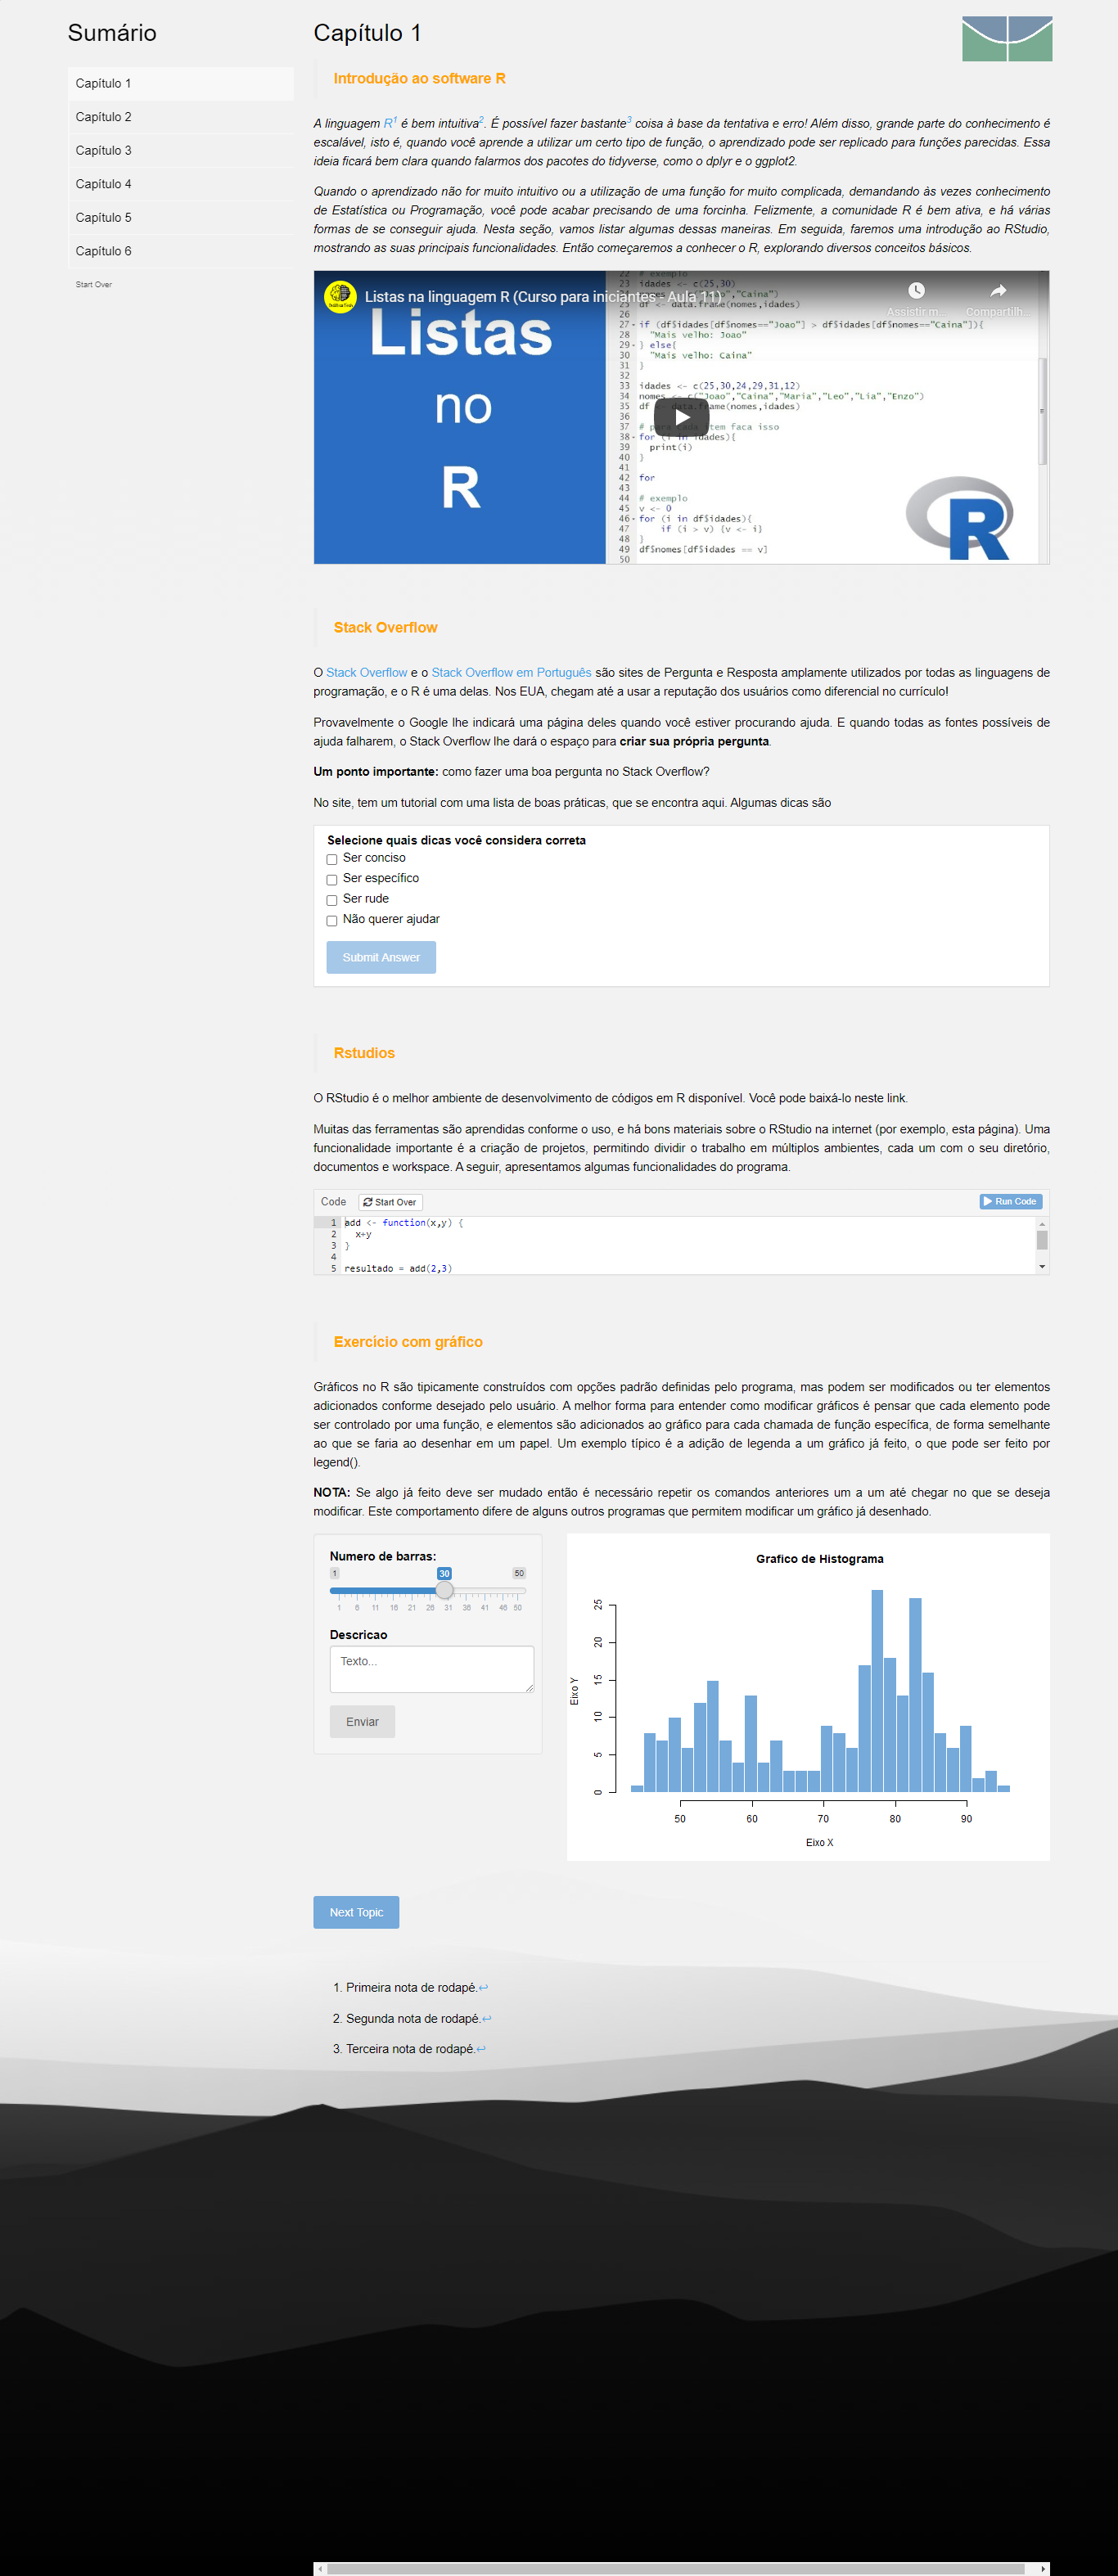 Sumário
Capítulo 1
Capítulo 2
Capítulo 3
Capítulo 4
Capítulo 5
Capítulo 6
Start Over
Capítulo 1
Introdução ao software R
A linguagem R1 é bem intuitiva2. É possível fazer bastante3 coisa à base da tentativa e erro! Além disso, grande parte do conhecimento é
escalável, isto é, quando você aprende a utilizar um certo tipo de função, o aprendizado pode ser replicado para funções parecidas. Essa
ideia ficará bem clara quando falarmos dos pacotes do tidyverse, como o dplyr e o ggplot2.
Quando o aprendizado não for muito intuitivo ou a utilização de uma função for muito complicada, demandando às vezes conhecimento
de Estatística ou Programação, você pode acabar precisando de uma forcinha. Felizmente, a comunidade R é bem ativa, e há várias
formas de se conseguir ajuda. Nesta seção, vamos listar algumas dessas maneiras. Em seguida, faremos uma introdução ao RStudio,
mostrando as suas principais funcionalidades. Então começaremos a conhecer o R, explorando diversos conceitos básicos.
Listas na linguagem R (Curso para iniciantes - Aula 11)
Assistir m...
Compartilh...
Listas
no
R
22 # exemplo
25
26
27 if (df$idades[df$nomes=="Joao"] > df$idades[df$nomes=="Caina"]){
28 "Mais velho: Joao"
29 } else{
30 "Mais velho: Caina"
31 }
32
33 idades <- c(25,30,24,29,31,12)
34 nomes <- c("Joao","Caina","Maria","Leo","Lia","Enzo")
35 df <- data.frame(nomes,idades)
36
37 # para cada item faca isso
38 for (i in idades){
39 print(i)
40 }
41
42 for
43
44 # exemplo
45 v <- 0
46 for (i in df$idades){
47 if (i > v) {v <- i}
48 }
49 df$nomes[df$idades == v]
50
R
Stack Overflow
O Stack Overflow e o Stack Overflow em Português são sites de Pergunta e Resposta amplamente utilizados por todas as linguagens de
programação, e o R é uma delas. Nos EUA, chegam até a usar a reputação dos usuários como diferencial no currículo!
Provavelmente o Google lhe indicará uma página deles quando você estiver procurando ajuda. E quando todas as fontes possíveis de
ajuda falharem, o Stack Overflow lhe dará o espaço para criar sua própria pergunta.
Um ponto importante: como fazer uma boa pergunta no Stack Overflow?
No site, tem um tutorial com uma lista de boas práticas, que se encontra aqui. Algumas dicas são
Selecione quais dicas você considera correta
Ser conciso
Ser especifico
Ser rude
Não querer ajudar
Submit Answer
Rstudios
O RStudio é o melhor ambiente de desenvolvimento de códigos em R disponível. Você pode baixá-lo neste link.
Muitas das ferramentas são aprendidas conforme o uso, e há bons materiais sobre o RStudio na internet (por exemplo, esta página). Uma
funcionalidade importante é a criação de projetos, permitindo dividir o trabalho em múltiplos ambientes, cada um com o seu diretório,
documentos e workspace. A seguir, apresentamos algumas funcionalidades do programa.
Code Start Over Run Code
1 add <- function(x,y) {
2 x+y
3 }
4
5 resultado = add(2,3)
Exercício com gráfico
Gráficos no R são tipicamente construídos com opções padrão definidas pelo programa, mas podem ser modificados ou ter elementos
adicionados conforme desejado pelo usuário. A melhor forma para entender como modificar gráficos é pensar que cada elemento pode
ser controlado por uma função, e elementos são adicionados ao gráfico para cada chamada de função específica, de forma semelhante
ao que se faria ao desenhar em um papel. Um exemplo típico é a adição de legenda a um gráfico já feito, o que pode ser feito por
legend().
NOTA: Se algo já feito deve ser mudado então é necessário repetir os comandos anteriores um a um até chegar no que se deseja
modificar. Este comportamento difere de alguns outros programas que permitem modificar um gráfico já desenhado.
Numero de barras:
1 30 50
1 6 11 16 21 26 31 36 41 46 50
Descricao
Texto...
Enviar
Grafico de Histograma
Eixo Y
25
20
15
10
5
0
50 60 70 80 90
Eixo X
Next Topic
1. Primeira nota de rodapé.↩
2. Segunda nota de rodapé.↩
3. Terceira nota de rodapé.↩